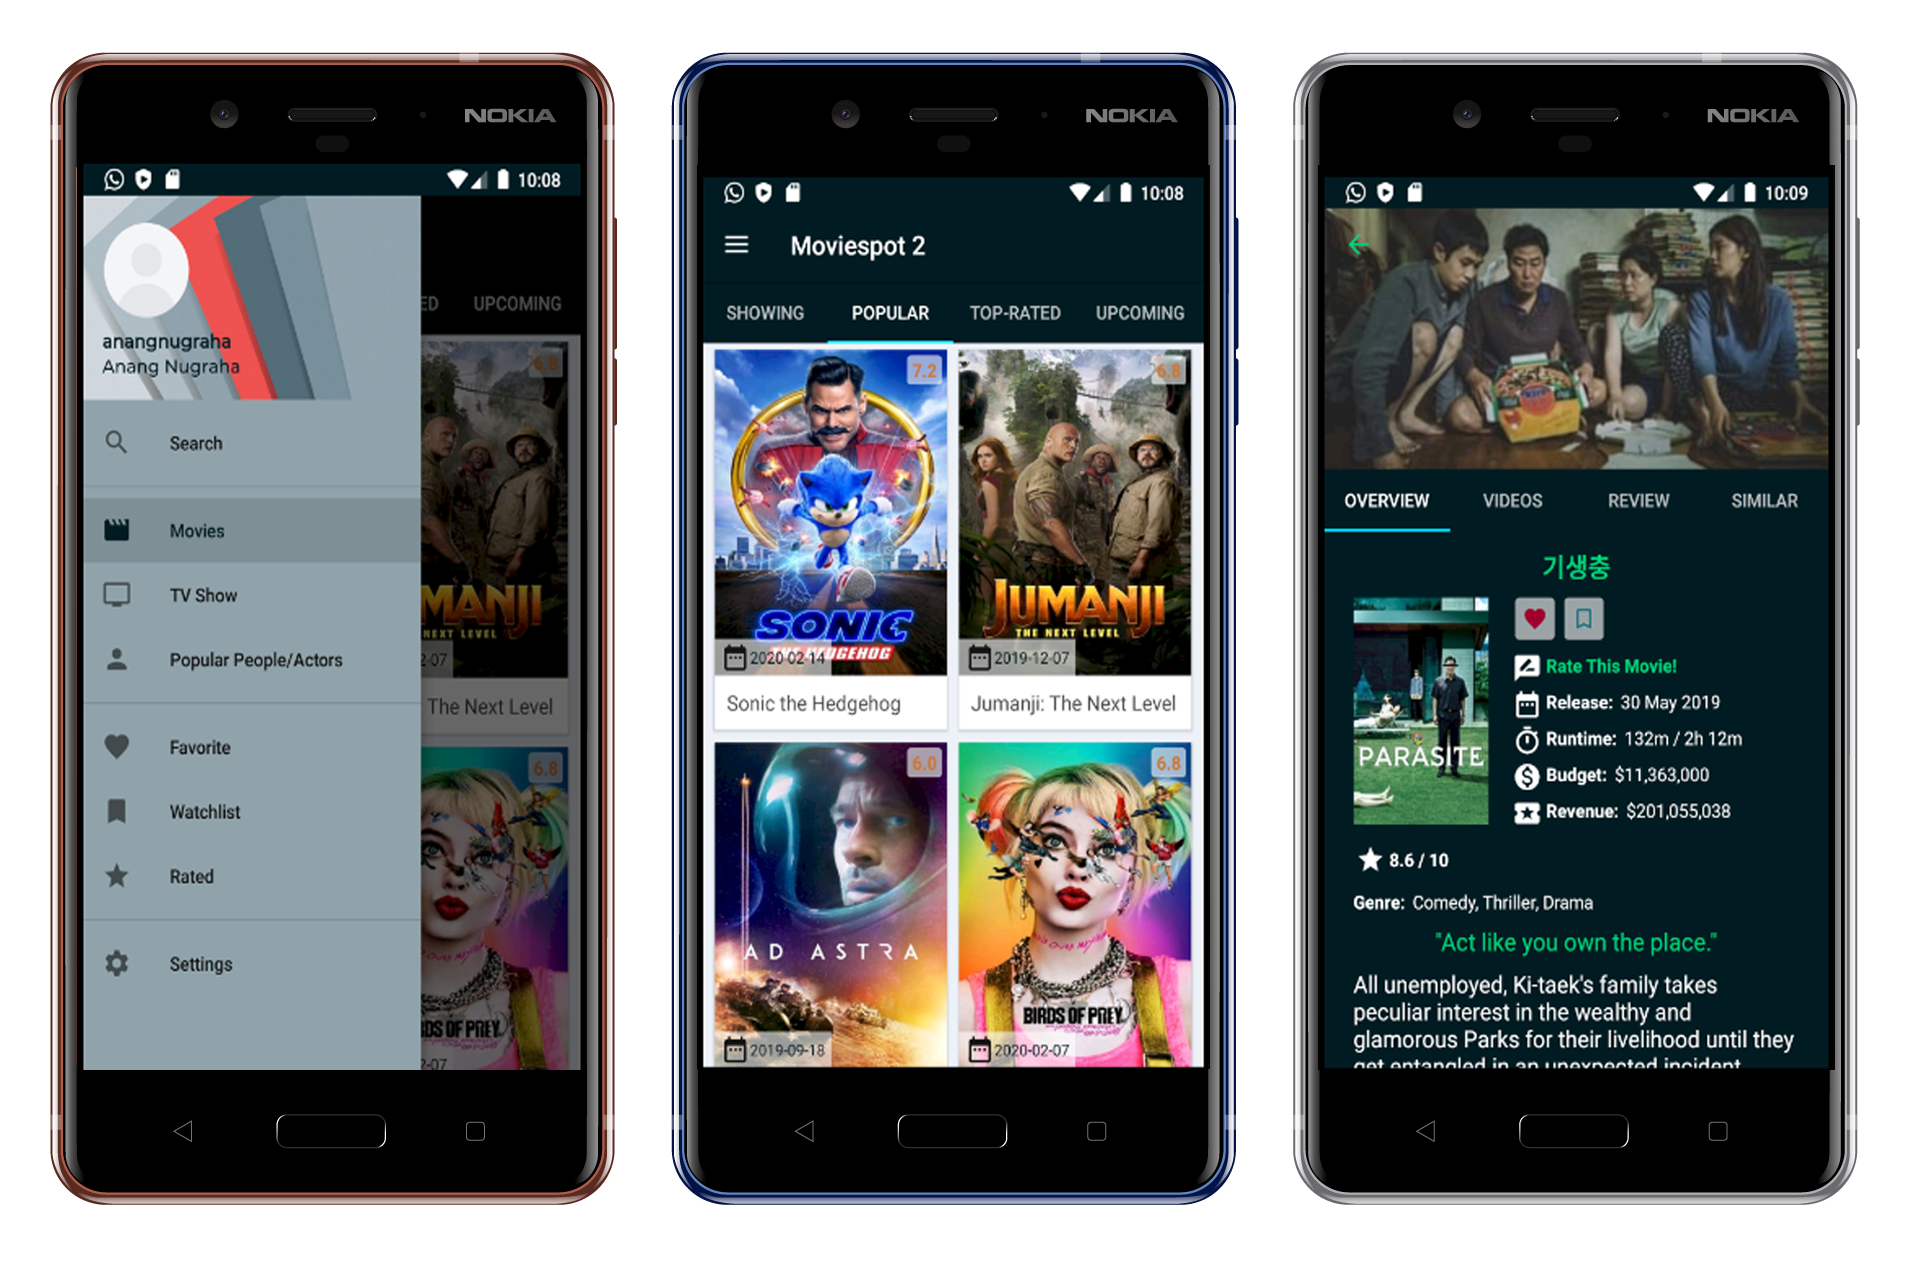 NOKIA
10:08
anangnugraha
Anang Nugraha
ED UPCOMING
6.8
Search
Movies
TV Show
MANJI
NEXT LEVEL
Popular People/Actors
2-07
The Next Level
Favorite
6.8
Watchlist
Rated
Settings
DS OF PREY
2-07
NOKIA
10:08
Moviespot 2
SHOWING POPULAR TOP-RATED UPCOMING
7.2
SONIC
THE HEDGEHOG
2020-02-14
Sonic the Hedgehog
6.8
JUMANJI
THE NEXT LEVEL
2019-12-07
Jumanji: The Next Level
6.0
AD ASTRA
2019-09-18
6.8
BIRDS OF PREY
2020-02-07
NOKIA
10:09
OVERVIEW VIDEOS REVIEW SIMILAR
기생충
PARASITE
Rate This Movie!
Release: 30 May 2019
Runtime: 132m / 2h 12m
Budget: $11,363,000
Revenue: $201,055,038
8.6 / 10
Genre: Comedy, Thriller, Drama
"Act like you own the place."
All unemployed, Ki-taek's family takes
peculiar interest in the wealthy and
glamorous Parks for their livelihood until they
get entangled in an unexpected incident.